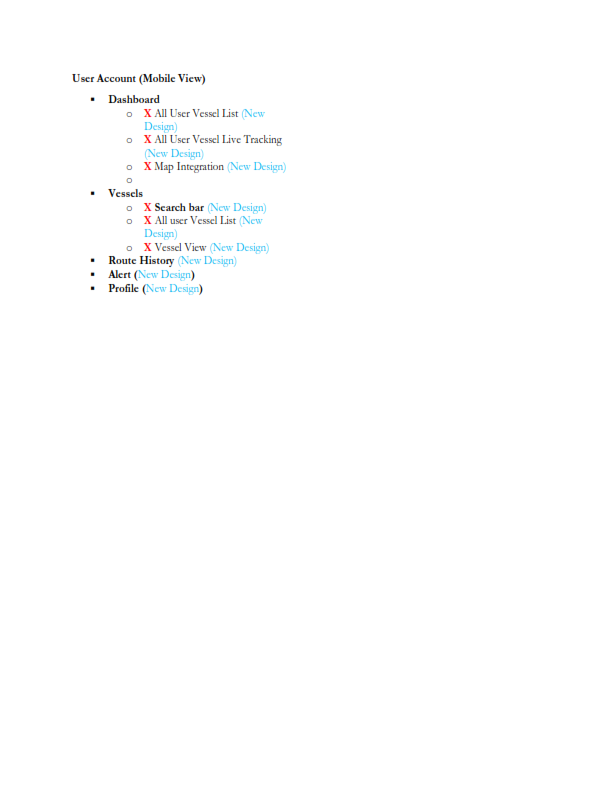 User Account (Mobile View)
▪ Dashboard
o X All User Vessel List (New
Design)
o X All User Vessel Live Tracking
(New Design)
o X Map Integration (New Design)
o
▪ Vessels
o X Search bar (New Design)
o X All user Vessel List (New
Design)
o X Vessel View (New Design)
▪ Route History (New Design)
▪ Alert (New Design)
▪ Profile (New Design)